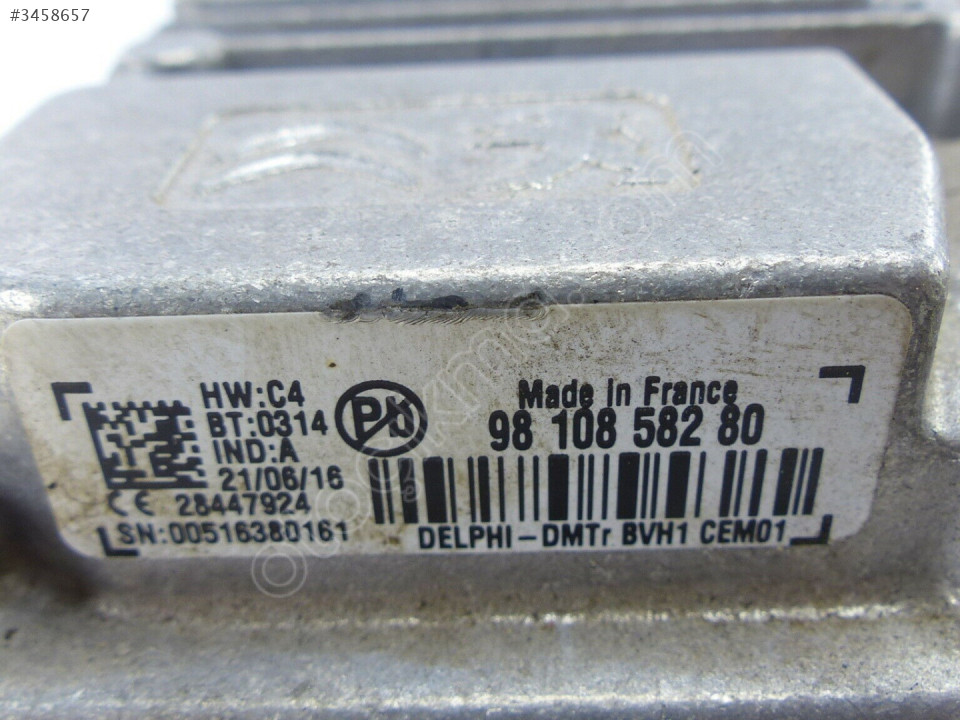 #3458657
HW:C4
BT:0314
IND:A
21/06/16
28447924
SN:00516380161
Made In France
98 108 582 80
DELPHI-DMTr BVH1 CEM01